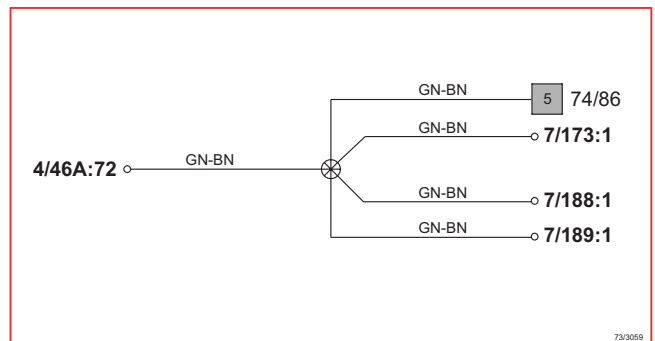 GN-BN
5 74/86
GN-BN
7/173:1
4/46A:72
GN-BN
GN-BN
7/188:1
GN-BN
7/189:1
73/3059